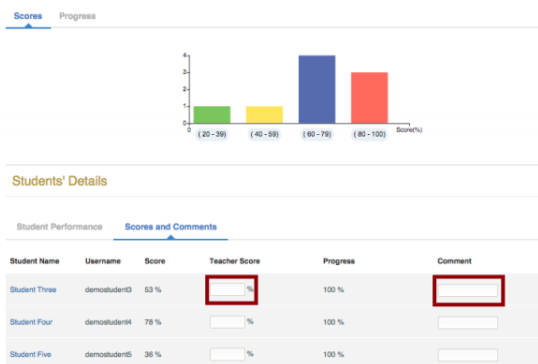 Scores Progress
4
3
2
1
0
0 (20 - 39) (40 - 59) (60 - 79) (80 - 100) Score(%)
Students' Details
Student Performance Scores and Comments
Student Name Username Score Teacher Score Progress Comment
Student Three demostudent3 53 % % 100 %
Student Four demostudent4 78 % % 100 %
Student Five demostudent5 36 % % 100 %